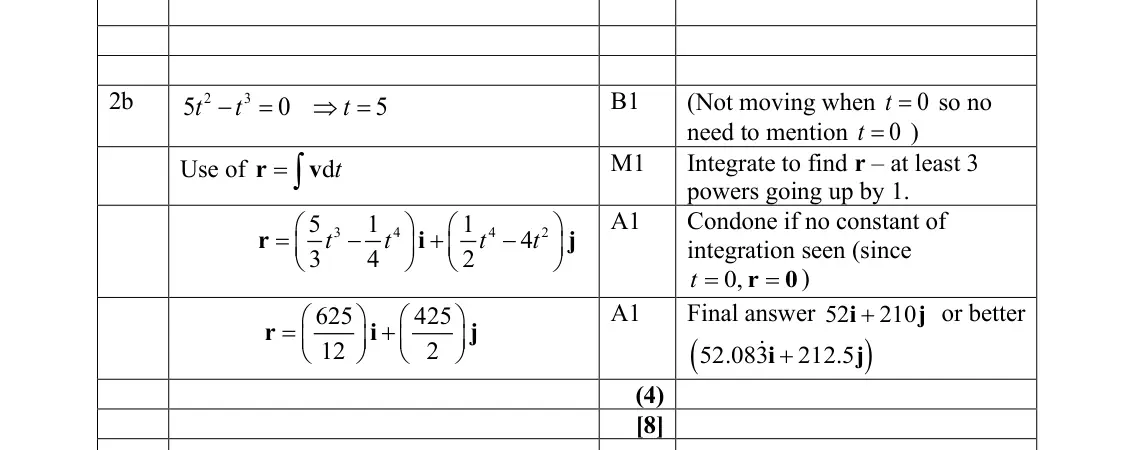 2b 5t² − t³ = 0 ⇒ t = 5 B1 (Not moving when t = 0 so no
need to mention t = 0 )
Use of r = ∫ vdt M1 Integrate to find r – at least 3
powers going up by 1.
r = (5/3 t³ − 1/4 t⁴) i + (1/2 t⁴ − 4t²) j A1 Condone if no constant of
integration seen (since
t = 0, r = 0 )
r = (625/12) i + (425/2) j A1 Final answer 52i + 210j or better
(52.083̇i + 212.5j)
(4)
[8]